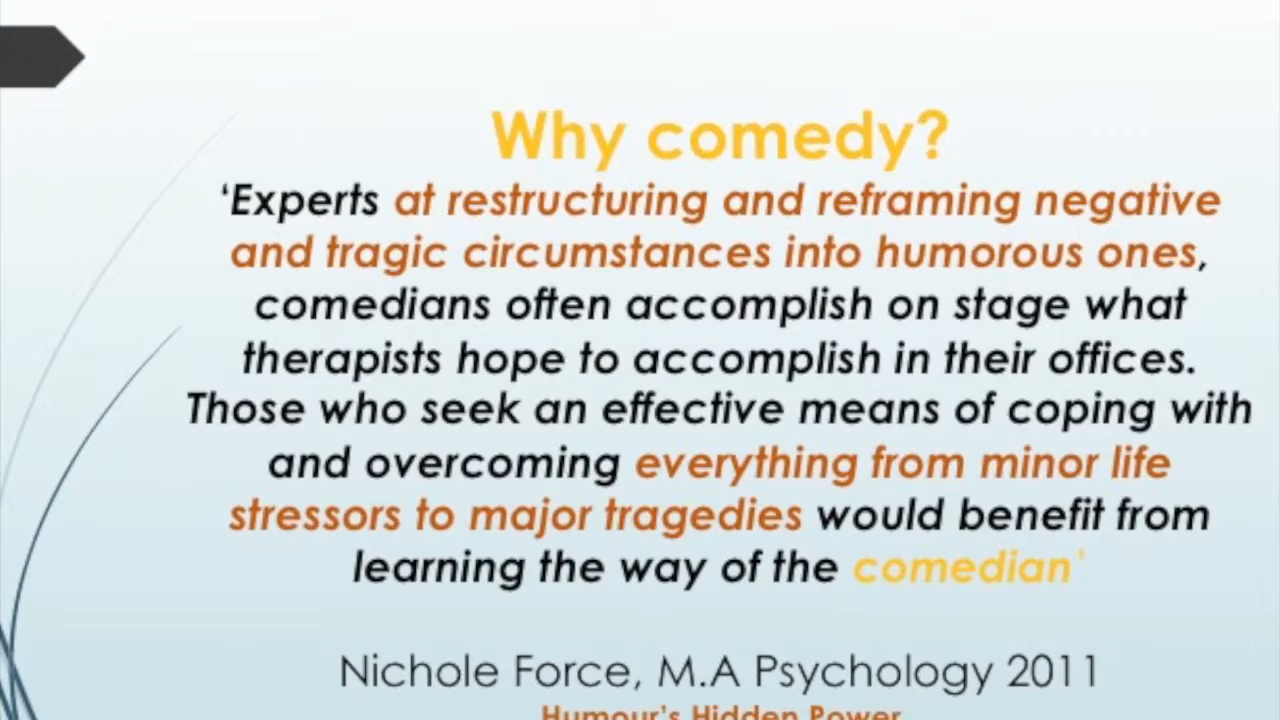 Why comedy?
‘Experts at restructuring and reframing negative
and tragic circumstances into humorous ones,
comedians often accomplish on stage what
therapists hope to accomplish in their offices.
Those who seek an effective means of coping with
and overcoming everything from minor life
stressors to major tragedies would benefit from
learning the way of the comedian’
Nichole Force, M.A Psychology 2011
Humour’s Hidden Power